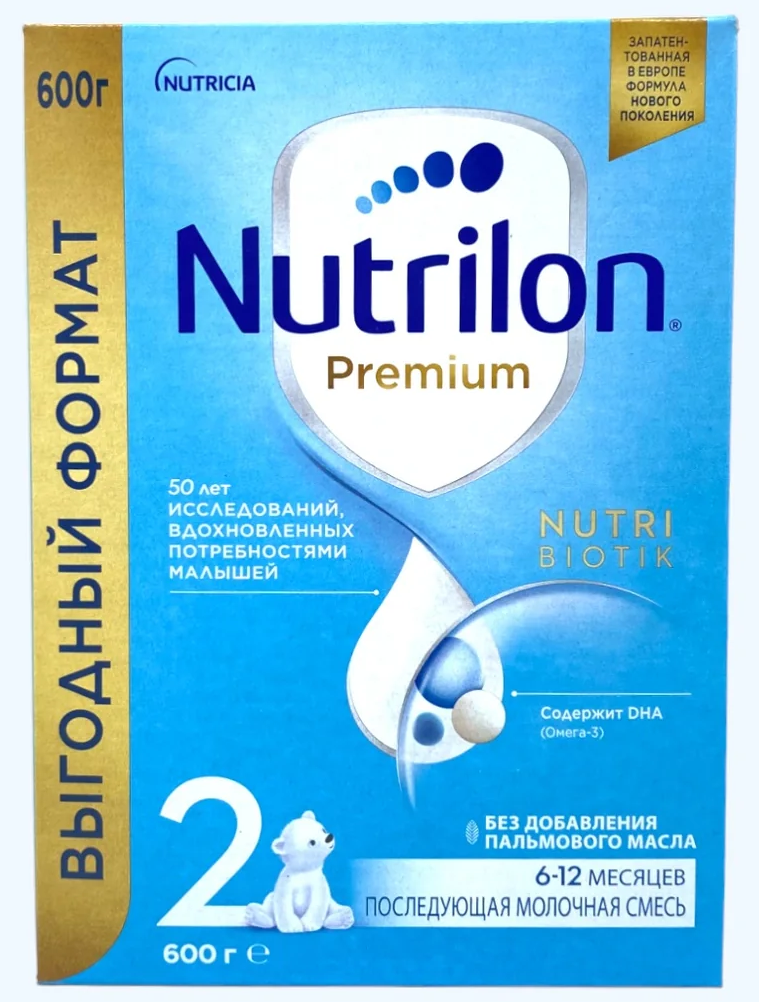 600г
ВЫГОДНЫЙ ФОРМАТ
NUTRICIA
ЗАПАТЕН-
ТОВАННАЯ
В ЕВРОПЕ
ФОРМУЛА
НОВОГО
ПОКОЛЕНИЯ
Nutrilon®
Premium
50 лет
ИССЛЕДОВАНИЙ,
ВДОХНОВЛЕННЫХ
ПОТРЕБНОСТЯМИ
МАЛЫШЕЙ
NUTRI
BIOTIK
Содержит DHA
(Омега-3)
2
БЕЗ ДОБАВЛЕНИЯ
ПАЛЬМОВОГО МАСЛА
6-12 МЕСЯЦЕВ
ПОСЛЕДУЮЩАЯ МОЛОЧНАЯ СМЕСЬ
600 г ℮